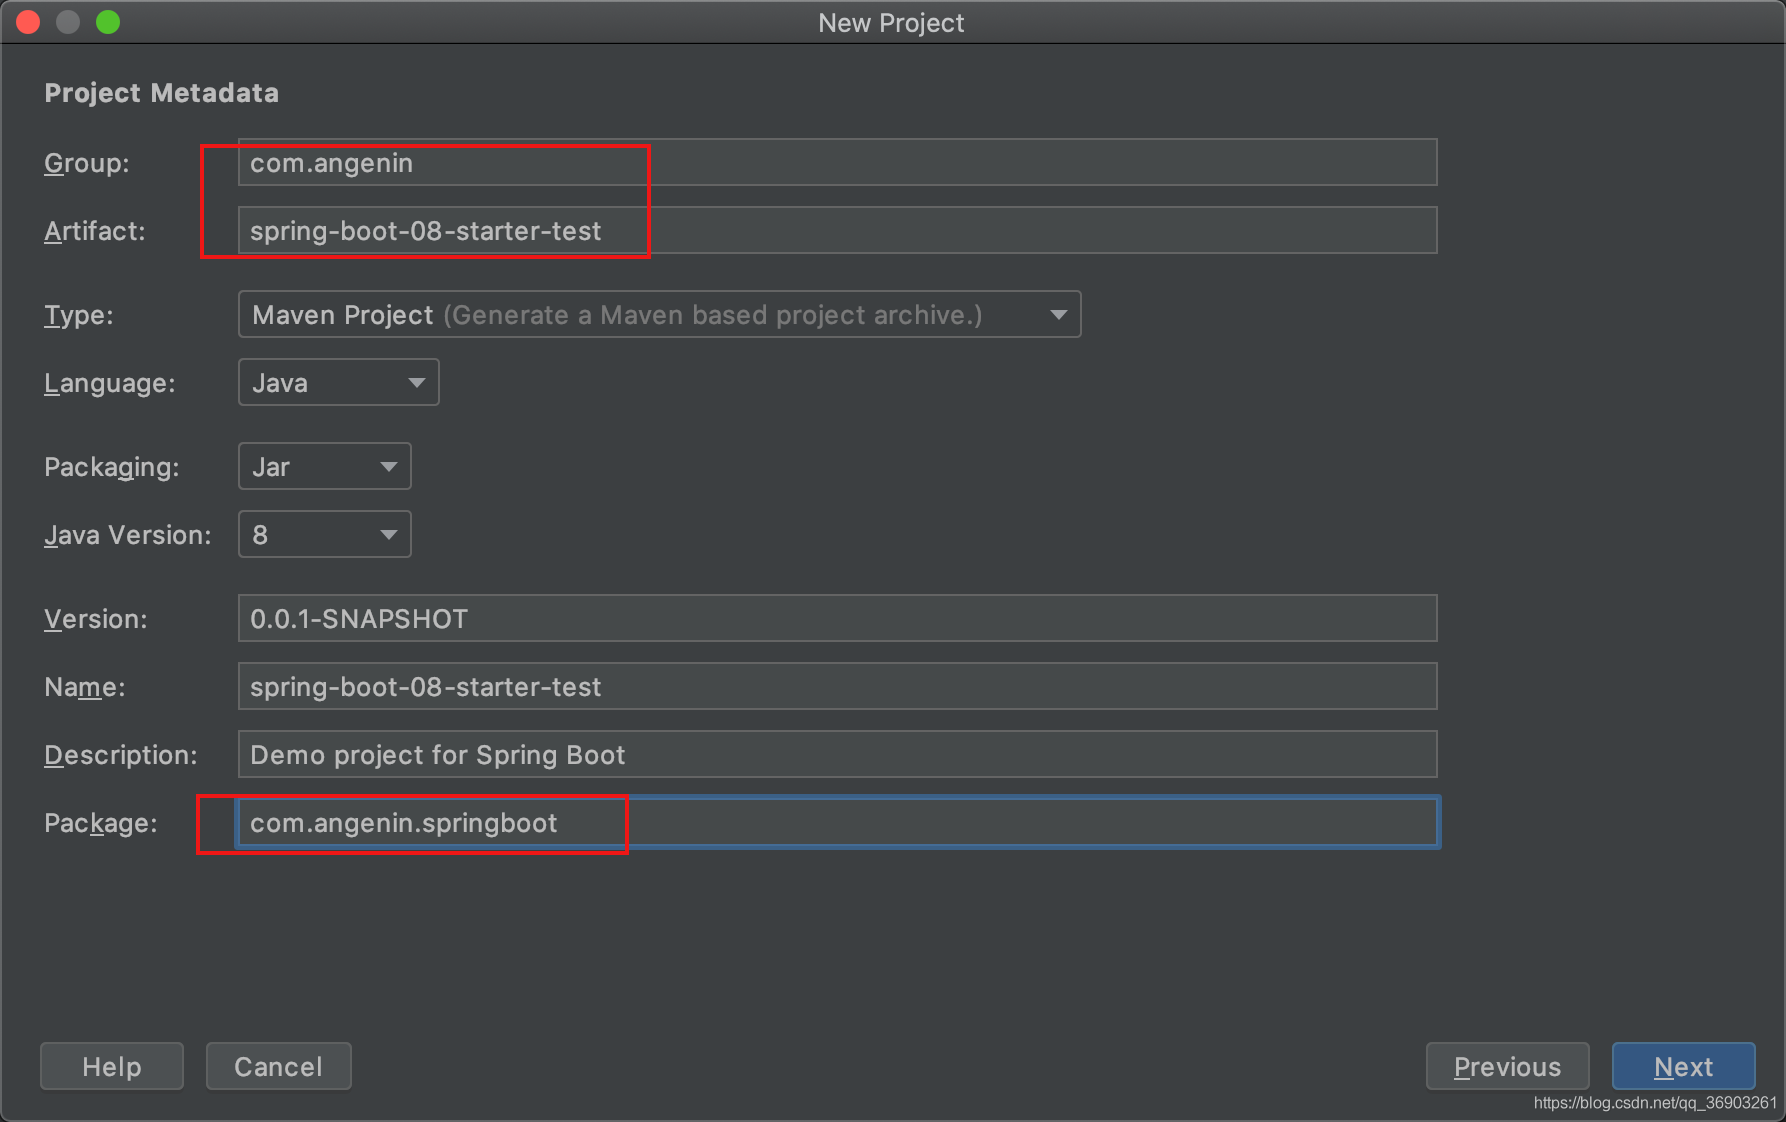 New Project
Project Metadata
Group: com.angenin
Artifact: spring-boot-08-starter-test
Type: Maven Project (Generate a Maven based project archive.)
Language: Java
Packaging: Jar
Java Version: 8
Version: 0.0.1-SNAPSHOT
Name: spring-boot-08-starter-test
Description: Demo project for Spring Boot
Package: com.angenin.springboot
Help Cancel Previous Next
https://blog.csdn.net/qq_36903261